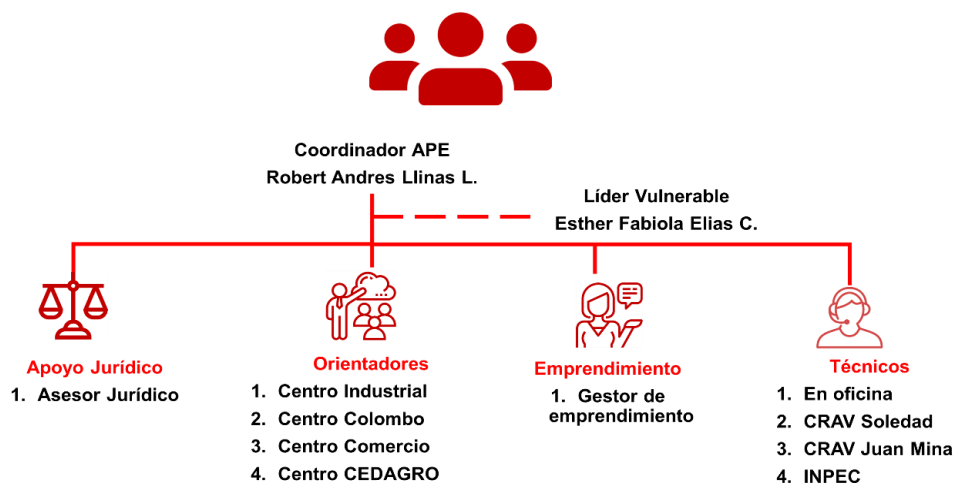 Coordinador APE
Robert Andres Llinas L.
Líder Vulnerable
Esther Fabiola Elias C.
Apoyo Jurídico
1. Asesor Jurídico
Orientadores
1. Centro Industrial
2. Centro Colombo
3. Centro Comercio
4. Centro CEDAGRO
Emprendimiento
1. Gestor de
emprendimiento
Técnicos
1. En oficina
2. CRAV Soledad
3. CRAV Juan Mina
4. INPEC